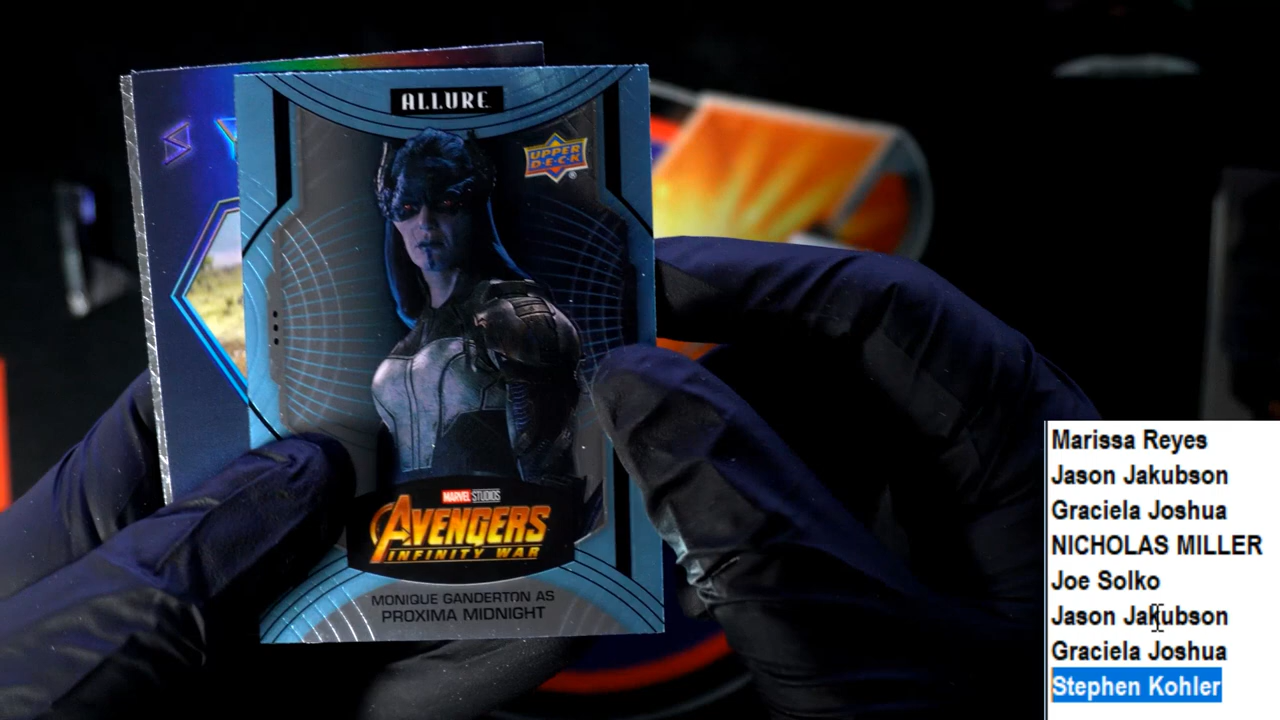 ALLURE
UPPER
DECK
S Y
MARVEL STUDIOS
AVENGERS
INFINITY WAR
MONIQUE GANDERTON AS
PROXIMA MIDNIGHT
Marissa Reyes
Jason Jakubson
Graciela Joshua
NICHOLAS MILLER
Joe Solko
Jason Jakubson
Graciela Joshua
Stephen Kohler